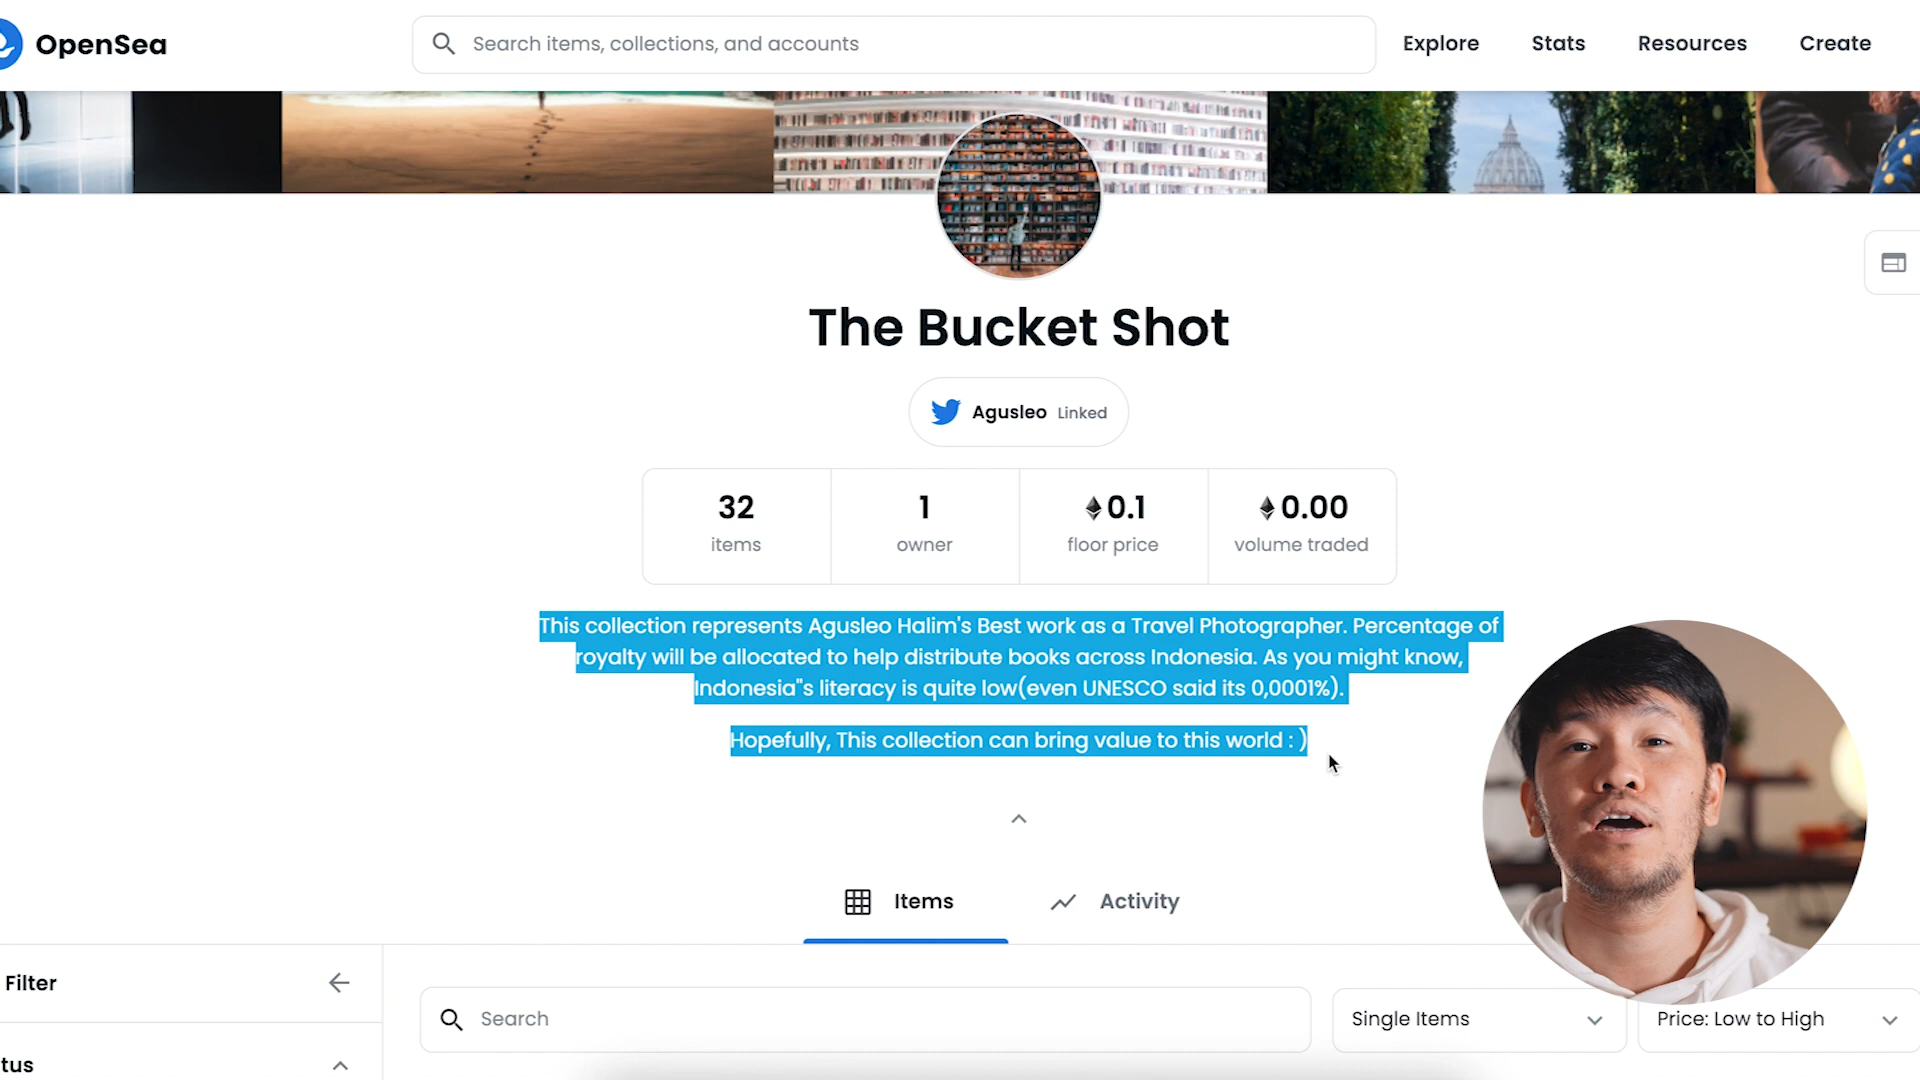 OpenSea
Search items, collections, and accounts
Explore
Stats
Resources
Create
The Bucket Shot
Agusleo Linked
32
items
1
owner
0.1
floor price
0.00
volume traded
This collection represents Agusleo Halim's Best work as a Travel Photographer. Percentage of
royalty will be allocated to help distribute books across Indonesia. As you might know,
Indonesia"s literacy is quite low(even UNESCO said its 0,0001%).
Hopefully, This collection can bring value to this world : )
Items
Activity
Filter
Search
Single Items
Price: Low to High
tus